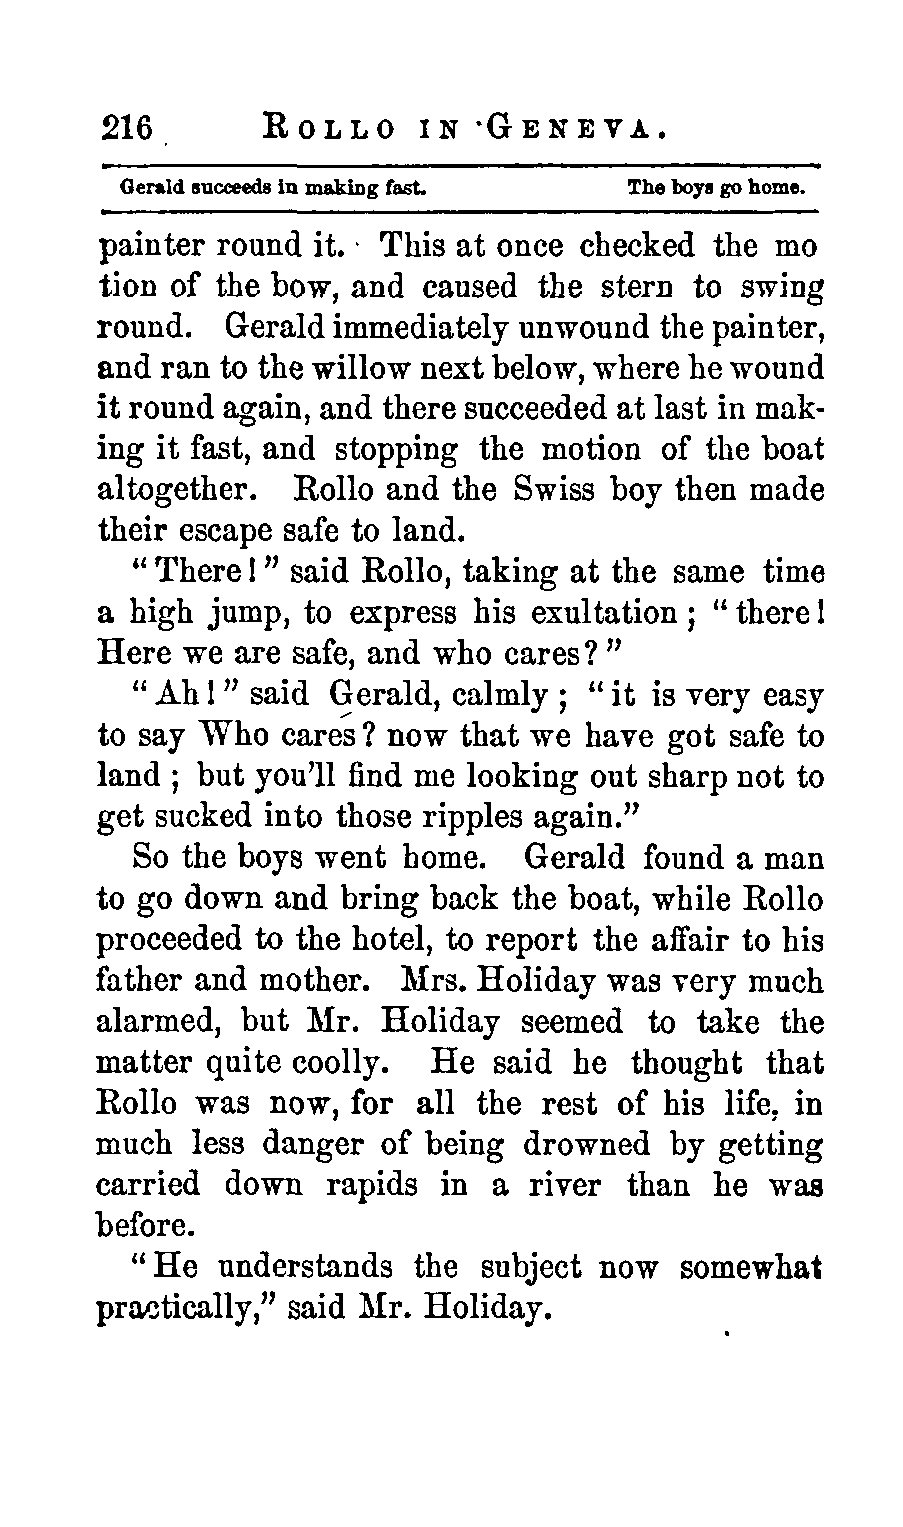 216 ROLLO IN GENEVA.
Gerald succeeds in making fast. The boys go home.
painter round it. This at once checked the mo
tion of the bow, and caused the stern to swing
round. Gerald immediately unwound the painter,
and ran to the willow next below, where he wound
it round again, and there succeeded at last in mak-
ing it fast, and stopping the motion of the boat
altogether. Rollo and the Swiss boy then made
their escape safe to land.
"There!" said Rollo, taking at the same time
a high jump, to express his exultation; "there!
Here we are safe, and who cares?"
"Ah!" said Gerald, calmly; "it is very easy
to say Who cares? now that we have got safe to
land; but you'll find me looking out sharp not to
get sucked into those ripples again."
So the boys went home. Gerald found a man
to go down and bring back the boat, while Rollo
proceeded to the hotel, to report the affair to his
father and mother. Mrs. Holiday was very much
alarmed, but Mr. Holiday seemed to take the
matter quite coolly. He said he thought that
Rollo was now, for all the rest of his life, in
much less danger of being drowned by getting
carried down rapids in a river than he was
before.
"He understands the subject now somewhat
practically," said Mr. Holiday.